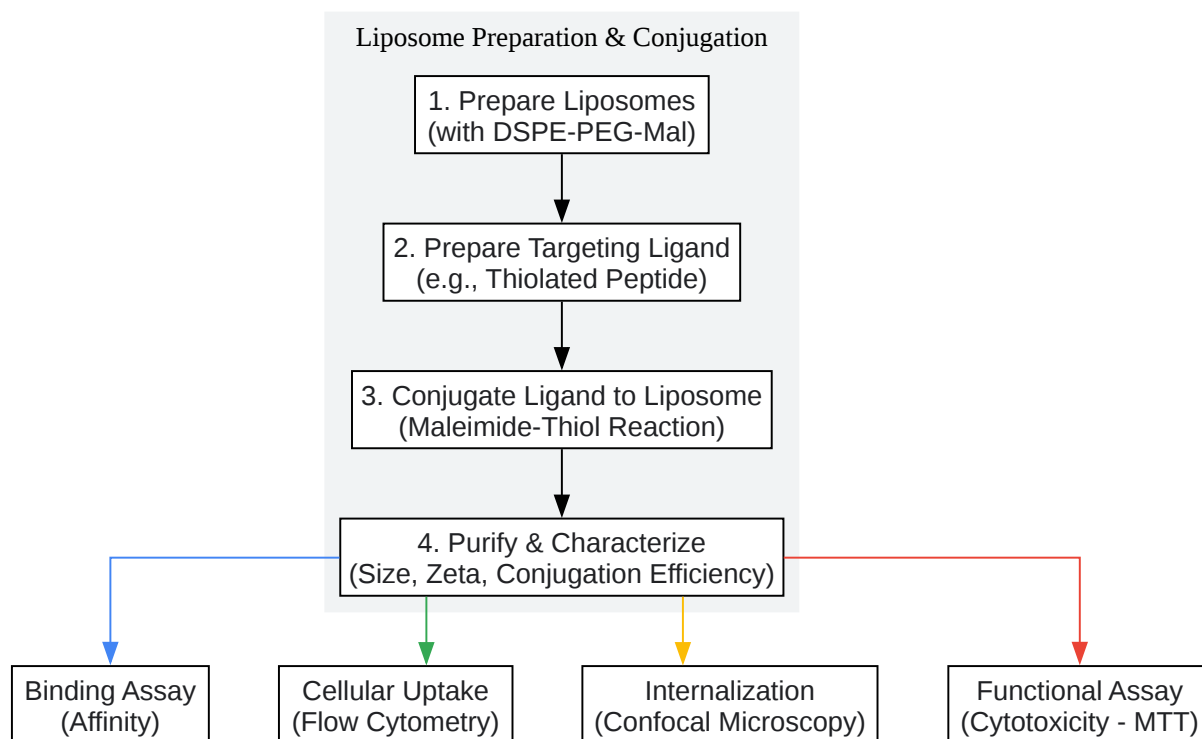 Liposome Preparation & Conjugation
1. Prepare Liposomes
(with DSPE-PEG-Mal)
2. Prepare Targeting Ligand
(e.g., Thiolated Peptide)
3. Conjugate Ligand to Liposome
(Maleimide-Thiol Reaction)
4. Purify & Characterize
(Size, Zeta, Conjugation Efficiency)
Binding Assay
(Affinity)
Cellular Uptake
(Flow Cytometry)
Internalization
(Confocal Microscopy)
Functional Assay
(Cytotoxicity - MTT)